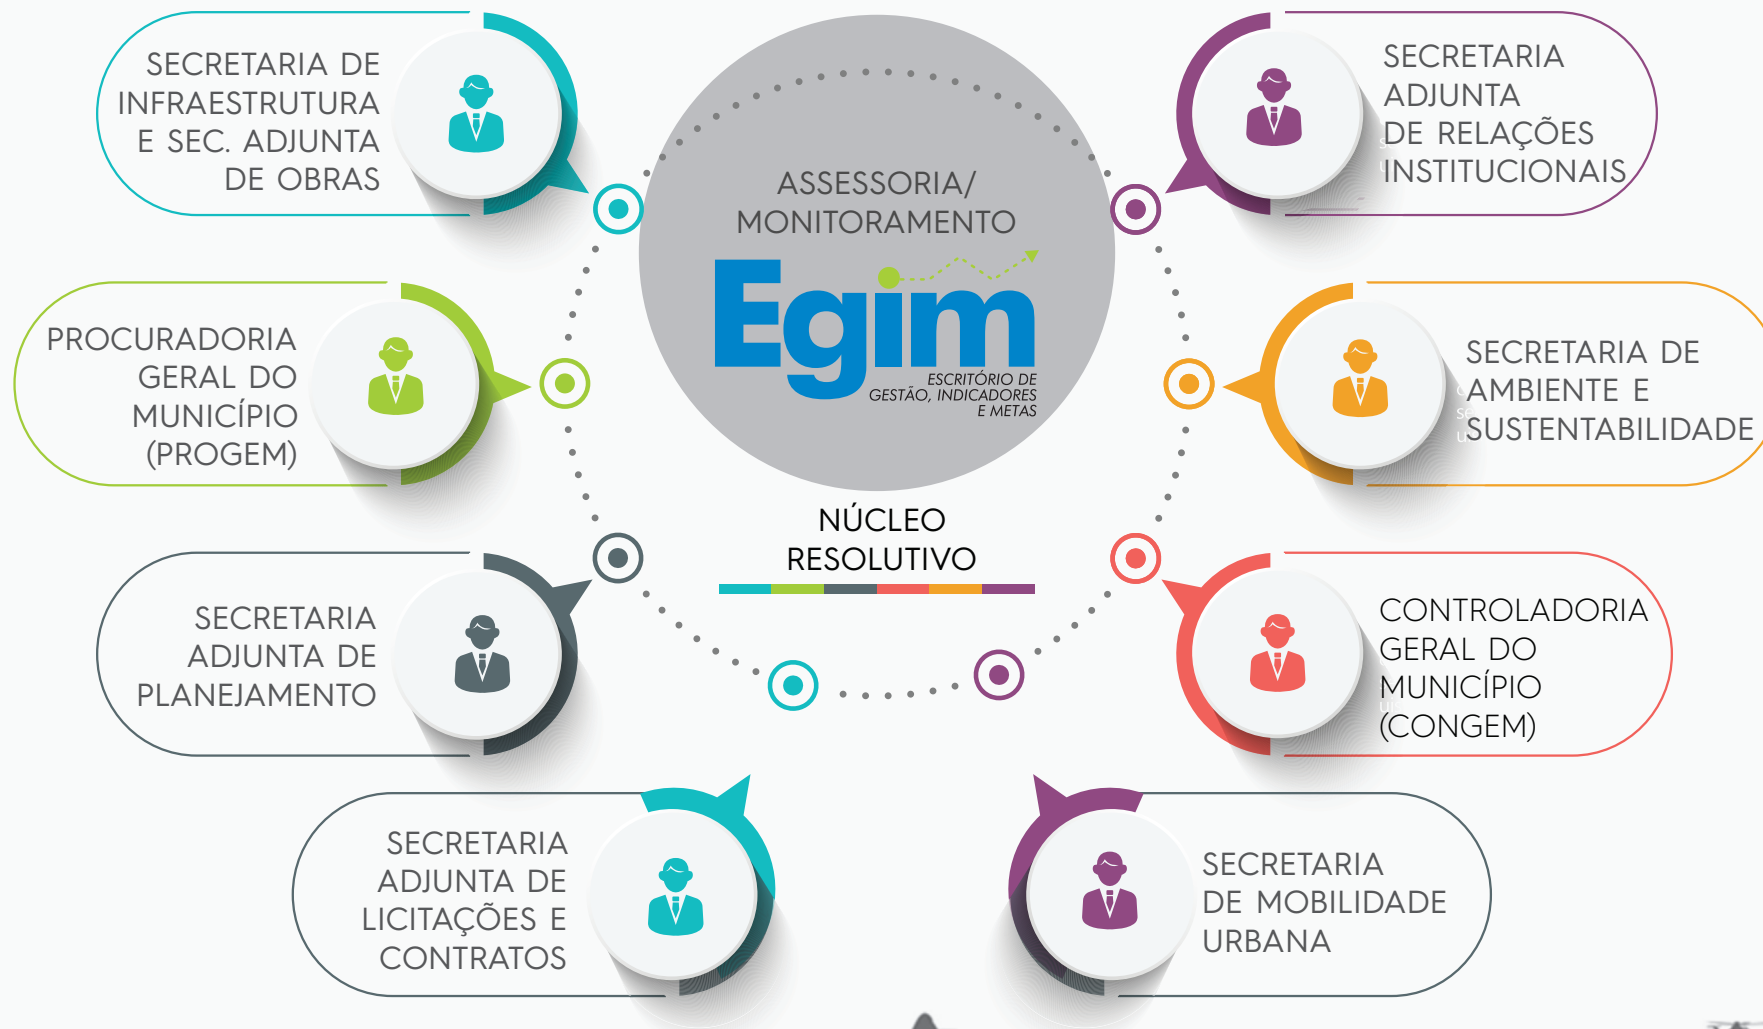 SECRETARIA DE
INFRAESTRUTURA
E SEC. ADJUNTA
DE OBRAS
ASSESSORIA/
MONITORAMENTO
Egim
ESCRITÓRIO DE
GESTÃO, INDICADORES
E METAS
NÚCLEO
RESOLUTIVO
SECRETARIA
ADJUNTA
DE RELAÇÕES
INSTITUCIONAIS
PROCURADORIA
GERAL DO
MUNICÍPIO
(PROGEM)
SECRETARIA DE
AMBIENTE E
SUSTENTABILIDADE
SECRETARIA
ADJUNTA DE
PLANEJAMENTO
CONTROLADORIA
GERAL DO
MUNICÍPIO
(CONGEM)
SECRETARIA
ADJUNTA DE
LICITAÇÕES E
CONTRATOS
SECRETARIA
DE MOBILIDADE
URBANA